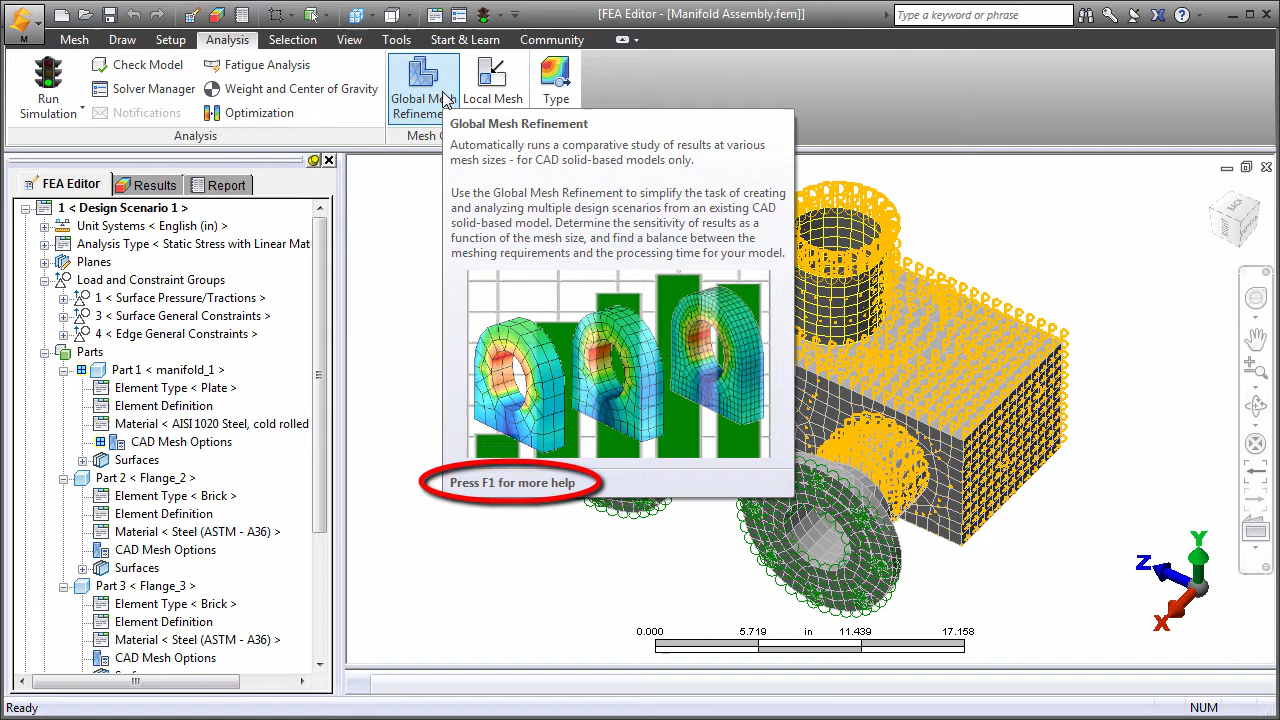 [FEA Editor - [Manifold Assembly.fem]]
Type a keyword or phrase
M
Mesh Draw Setup Analysis Selection View Tools Start & Learn Community
Run
Simulation
Check Model
Solver Manager
Notifications
Fatigue Analysis
Weight and Center of Gravity
Optimization
Analysis
Global Mesh
Refineme
Local Mesh
Type
Mesh C
Global Mesh Refinement
Automatically runs a comparative study of results at various
mesh sizes - for CAD solid-based models only.
Use the Global Mesh Refinement to simplify the task of creating
and analyzing multiple design scenarios from an existing CAD
solid-based model. Determine the sensitivity of results as a
function of the mesh size, and find a balance between the
meshing requirements and the processing time for your model.
Press F1 for more help
FEA Editor Results Report
1 < Design Scenario 1 >
Unit Systems < English (in) >
Analysis Type < Static Stress with Linear Mat
Planes
Load and Constraint Groups
1 < Surface Pressure/Tractions >
3 < Surface General Constraints >
4 < Edge General Constraints >
Parts
Part 1 < manifold_1 >
Element Type < Plate >
Element Definition
Material < AISI 1020 Steel, cold rolled
CAD Mesh Options
Surfaces
Part 2 < Flange_2 >
Element Type < Brick >
Element Definition
Material < Steel (ASTM - A36) >
CAD Mesh Options
Surfaces
Part 3 < Flange_3 >
Element Type < Brick >
Element Definition
Material < Steel (ASTM - A36) >
CAD Mesh Options
Y
Z
X
0.000 5.719 in 11.439 17.158
Ready
NUM